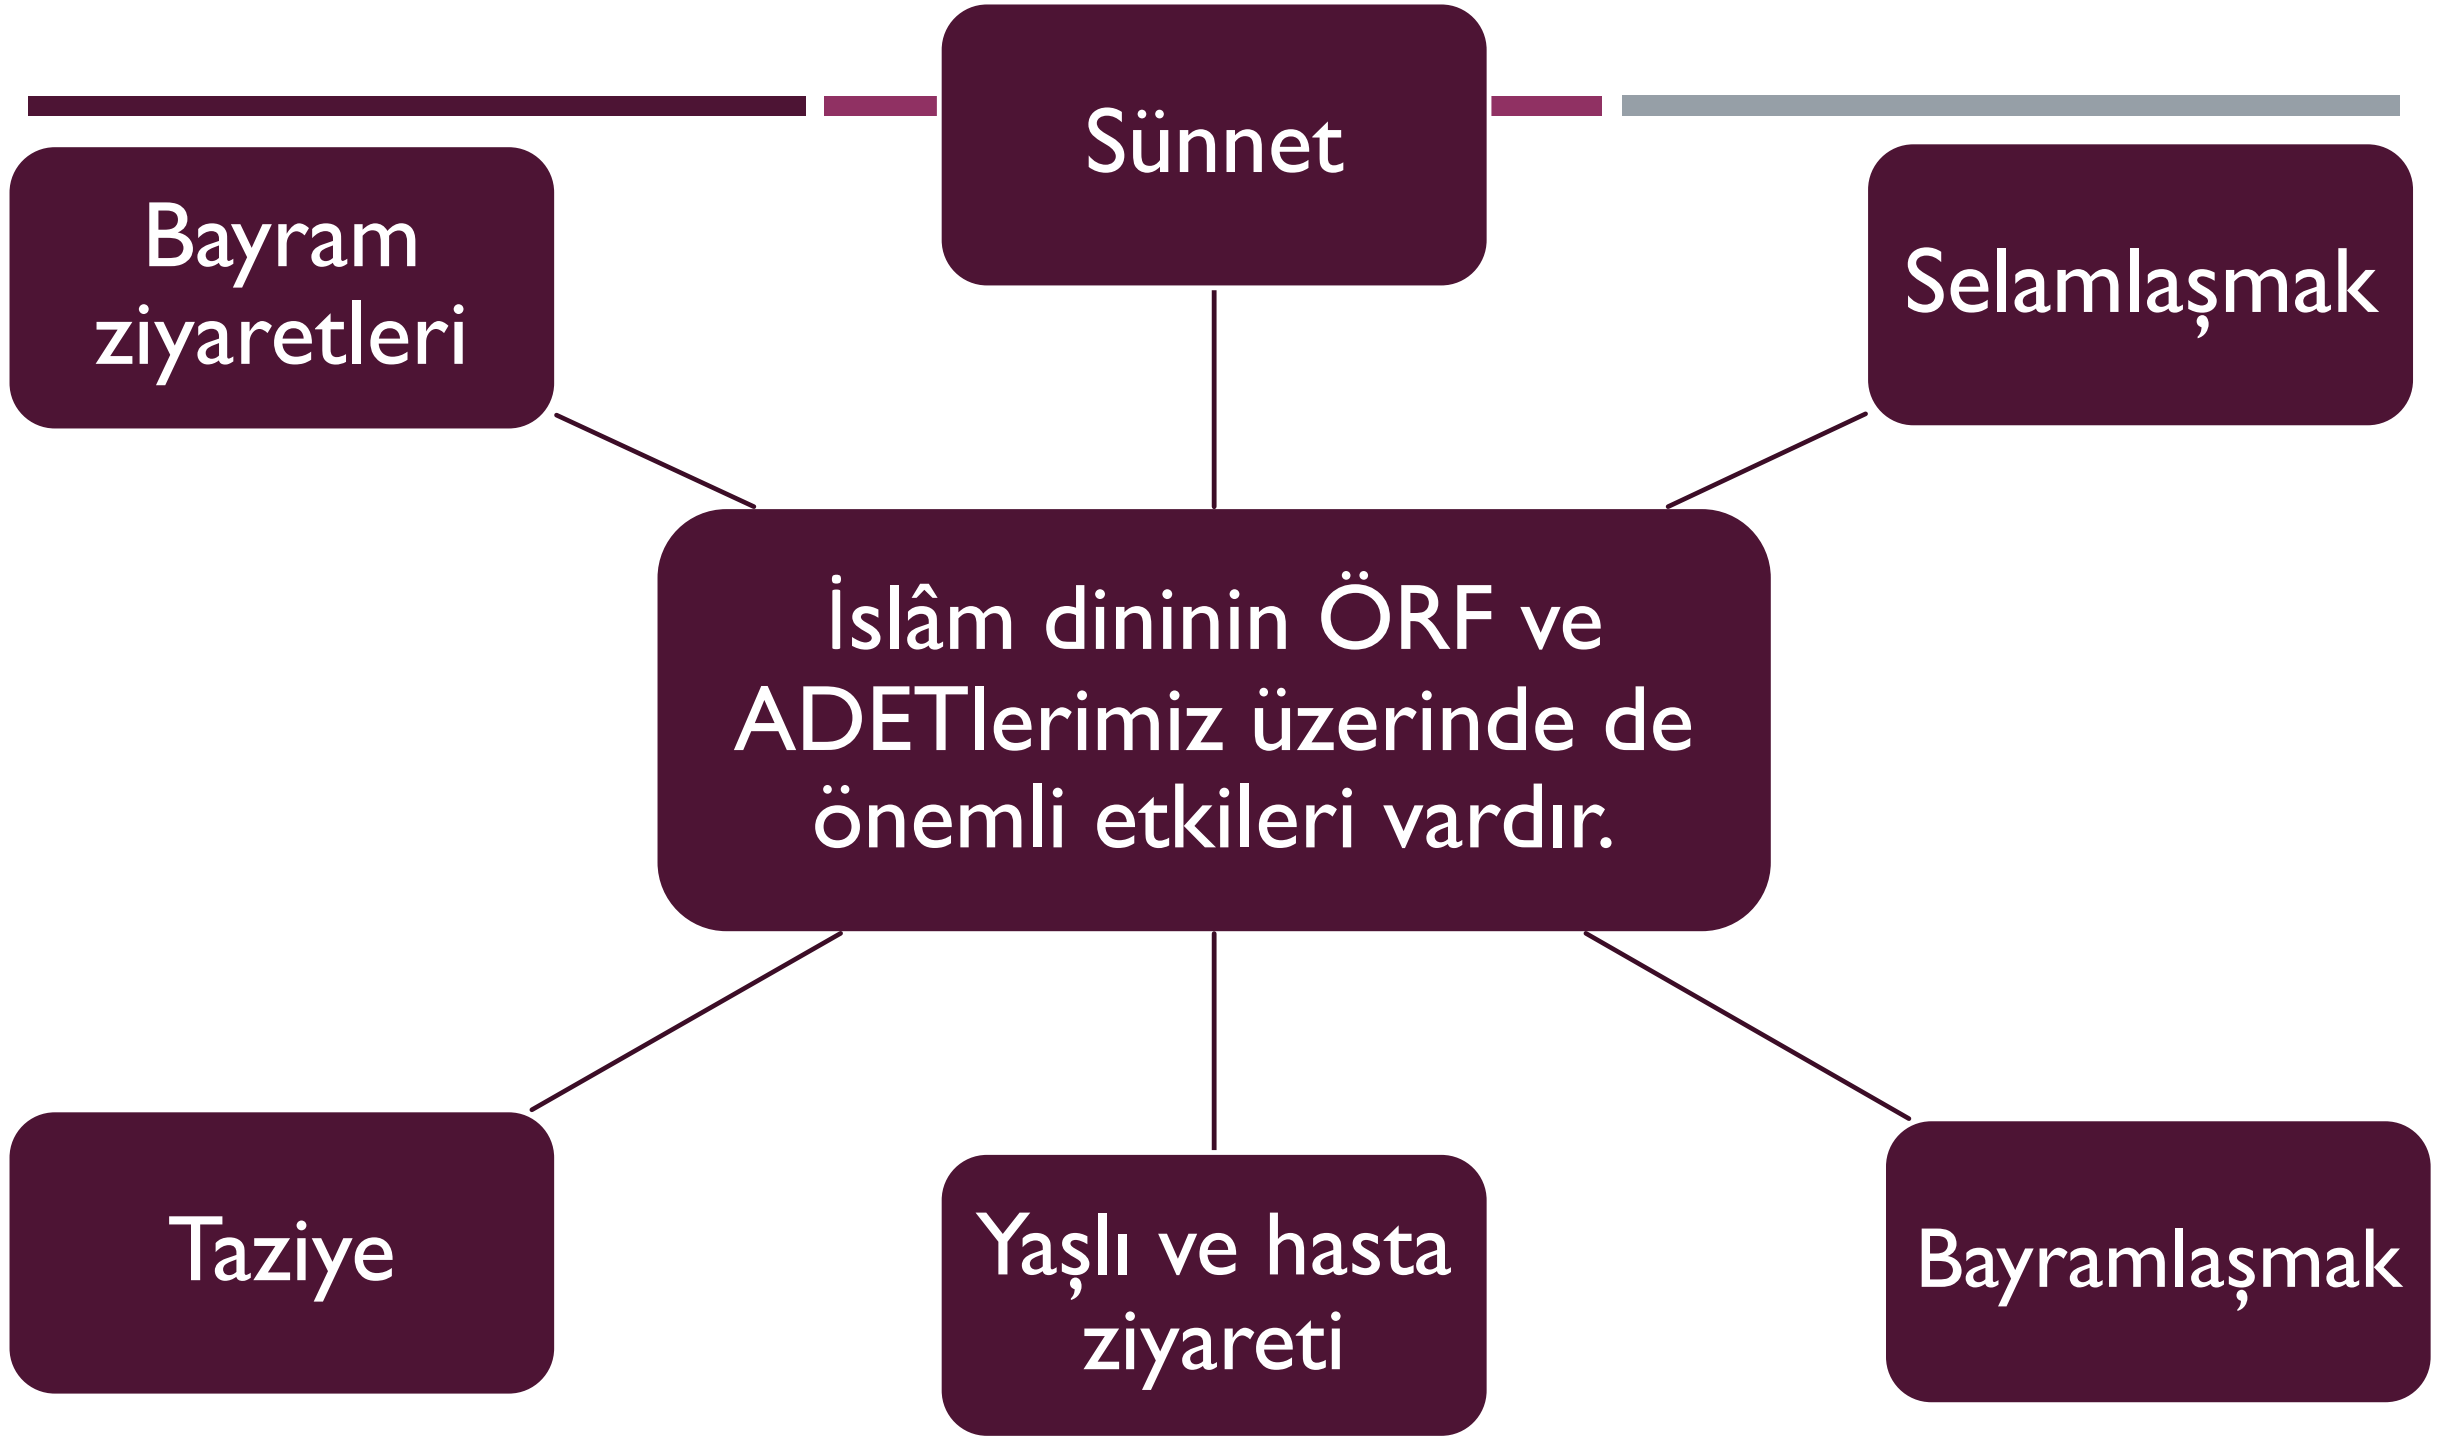 Sünnet
Bayram
ziyaretleri
Selamlaşmak
İslâm dininin ÖRF ve
ADETlerimiz üzerinde de
önemli etkileri vardır.
Taziye
Yaşlı ve hasta
ziyareti
Bayramlaşmak